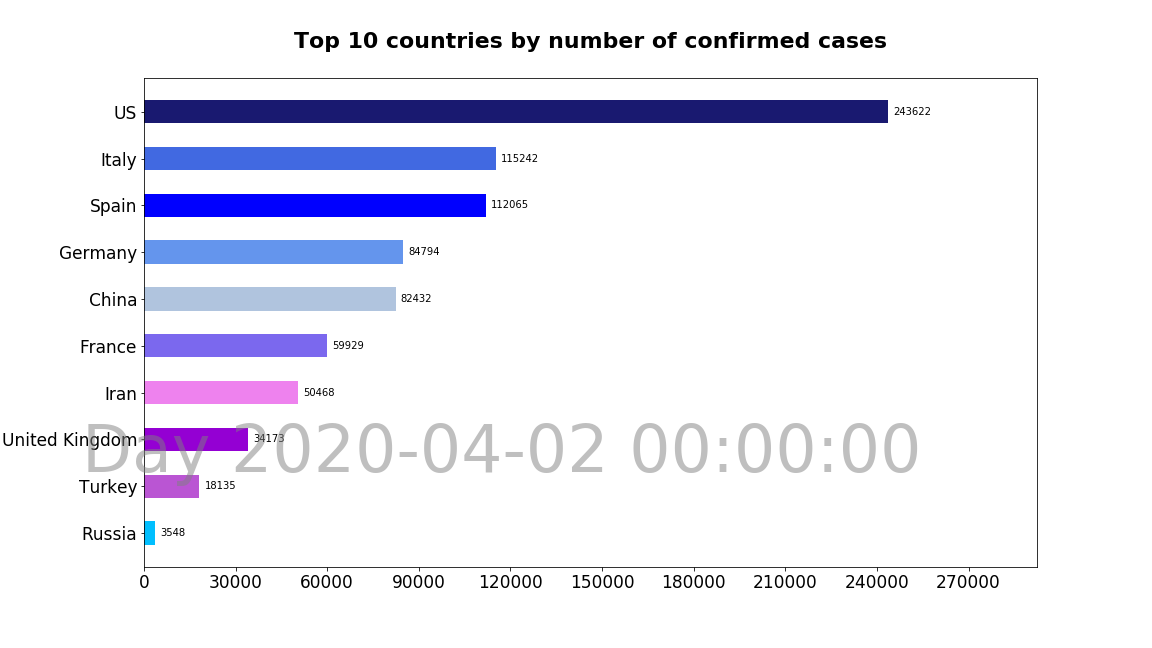 Top 10 countries by number of confirmed cases
US 243622
Italy 115242
Spain 112065
Germany 84794
China 82432
France 59929
Iran 50468
United Kingdom 34173
Day 2020-04-02 00:00:00
Turkey 18135
Russia 3548
0 30000 60000 90000 120000 150000 180000 210000 240000 270000